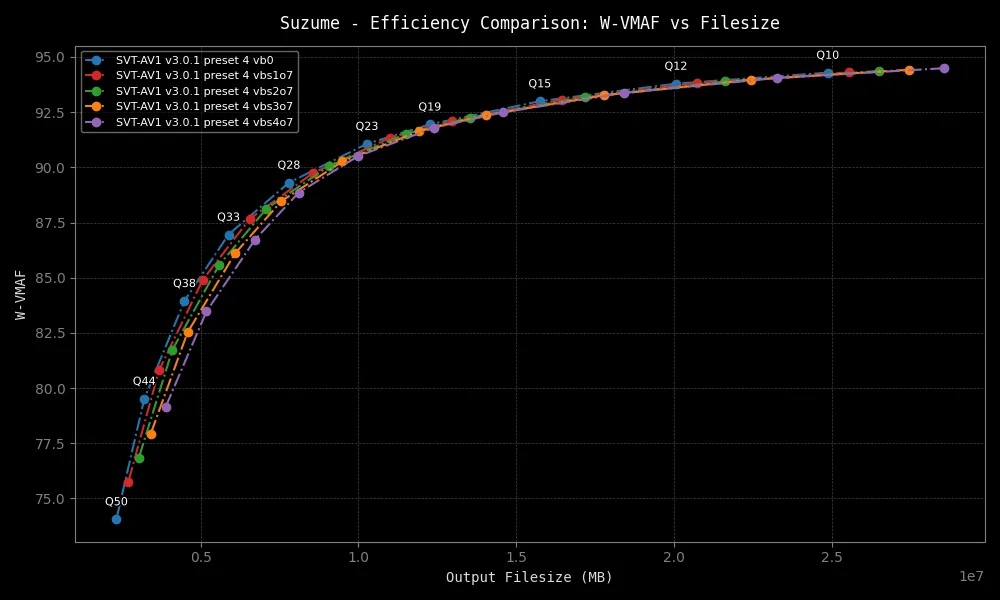 Suzume - Efficiency Comparison: W-VMAF vs Filesize
SVT-AV1 v3.0.1 preset 4 vb0
SVT-AV1 v3.0.1 preset 4 vbs1o7
SVT-AV1 v3.0.1 preset 4 vbs2o7
SVT-AV1 v3.0.1 preset 4 vbs3o7
SVT-AV1 v3.0.1 preset 4 vbs4o7
W-VMAF
95.0
92.5
90.0
87.5
85.0
82.5
80.0
77.5
75.0
Q10
Q12
Q15
Q19
Q23
Q28
Q33
Q38
Q44
Q50
0.5
1.0
1.5
2.0
2.5
1e7
Output Filesize (MB)